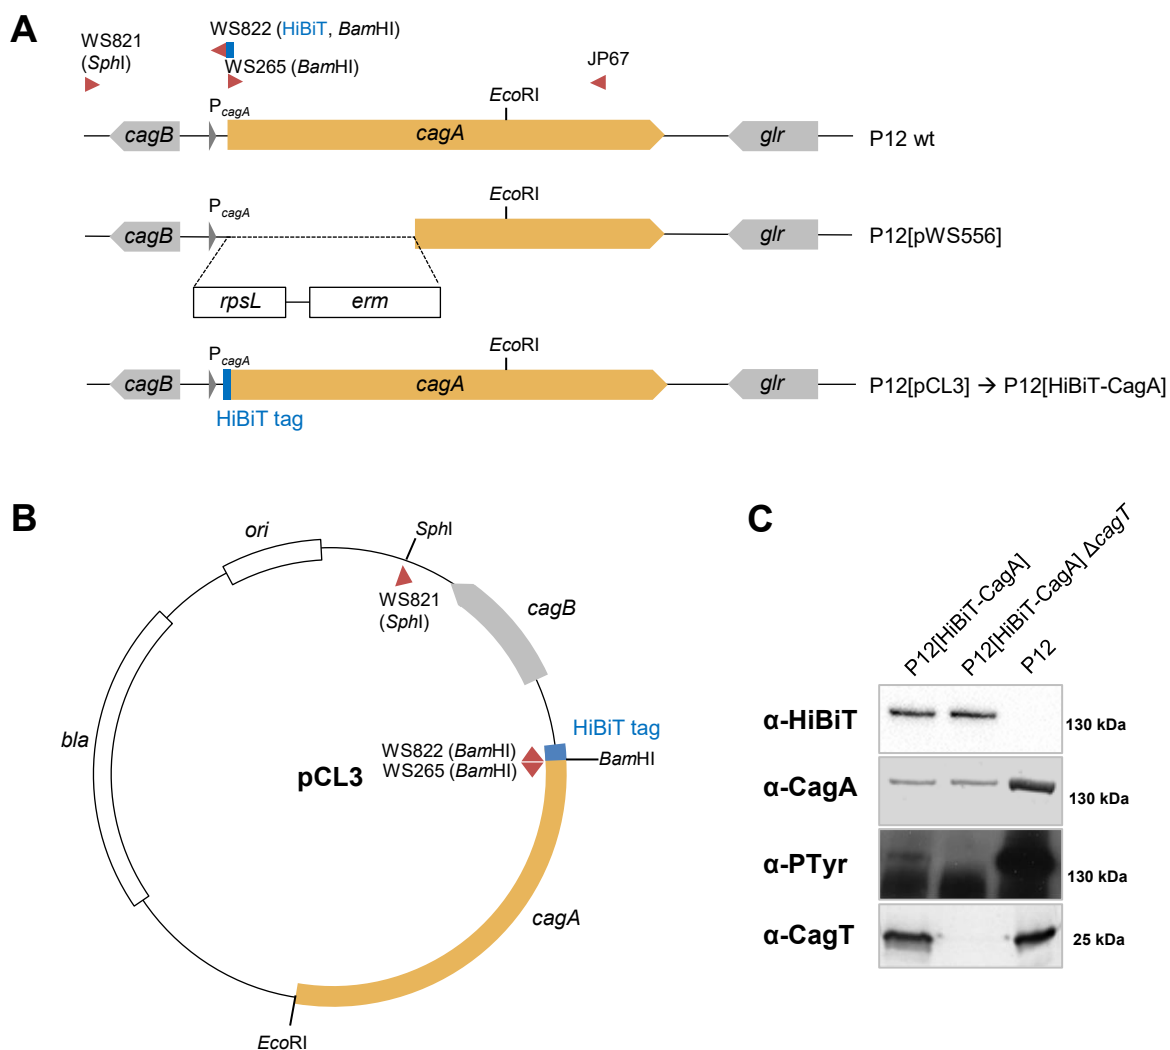 A
WS822 (HiBiT, BamHI)
WS821
(SphI)
WS265 (BamHI)
JP67
EcoRI
PcagA
cagB
cagA
glr
P12 wt
EcoRI
PcagA
cagB
glr
P12[pWS556]
rpsL
erm
EcoRI
PcagA
cagB
cagA
glr
P12[pCL3] → P12[HiBiT-CagA]
HiBiT tag
B
ori
SphI
WS821
(SphI)
cagB
HiBiT tag
bla
WS822 (BamHI)
WS265 (BamHI)
BamHI
pCL3
cagA
EcoRI
C
P12[HiBiT-CagA]
P12[HiBiT-CagA] ΔcagT
P12
α-HiBiT
130 kDa
α-CagA
130 kDa
α-PTyr
130 kDa
α-CagT
25 kDa